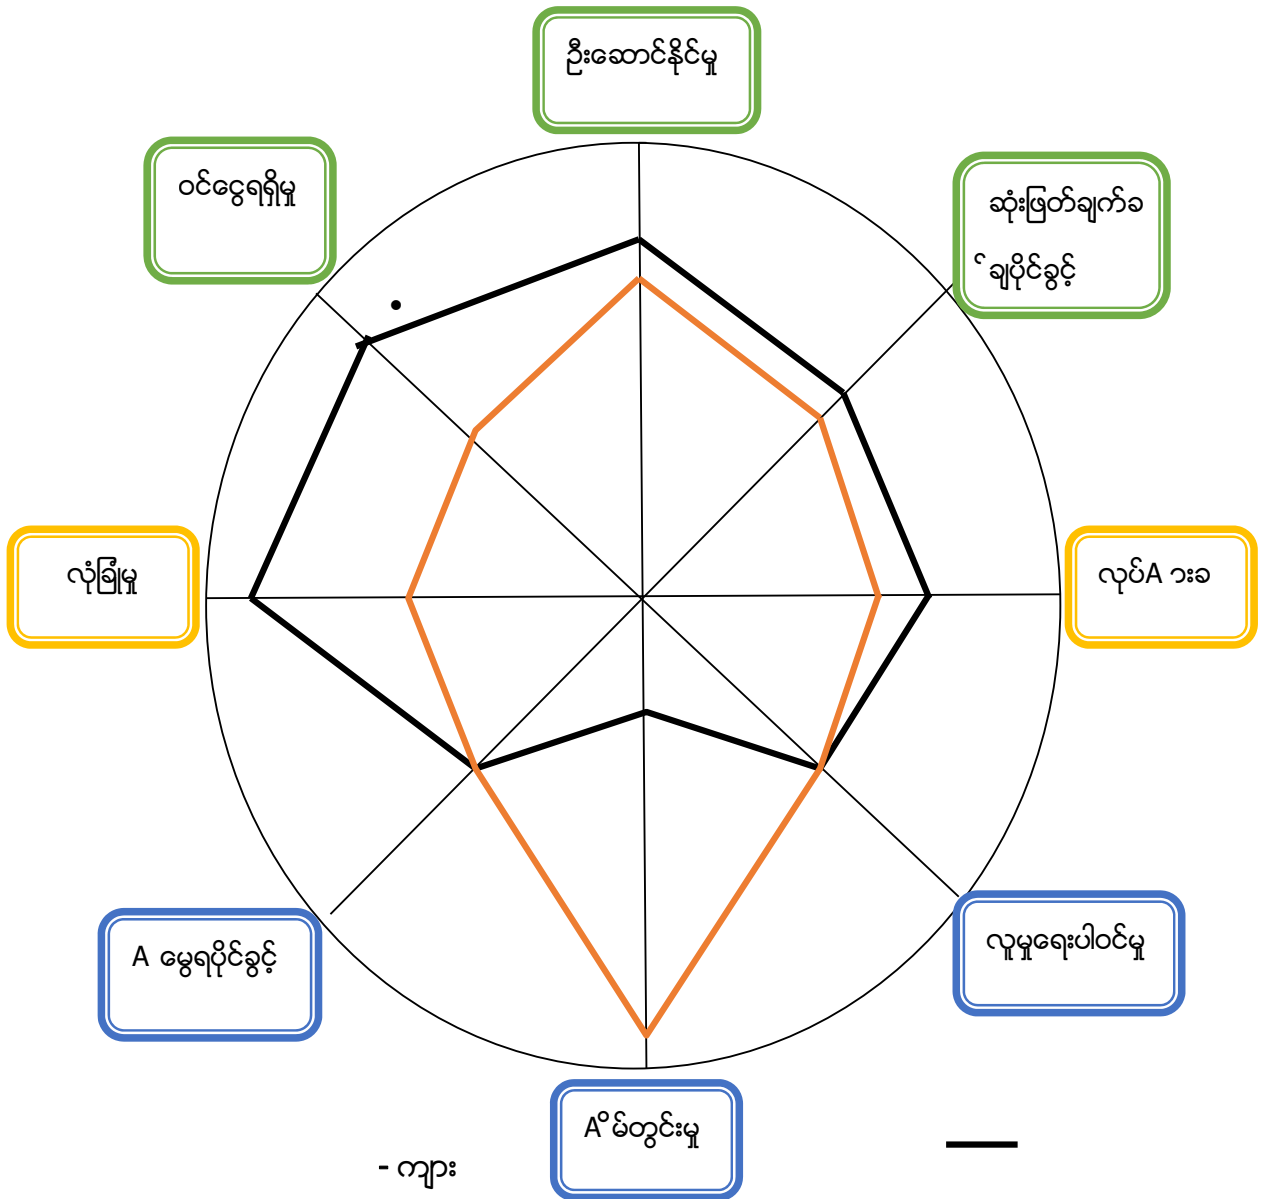 ဦးဆောင်နိုင်မှု
ဝင်ငွေရရှိမှု
ဆုံးဖြတ်ချက်ခ
်ချပိုင်ခွင့်
လုံခြုံမှု
လုပ်A ားခ
A မွေရပိုင်ခွင့်
လူမှုရေးပါဝင်မှု
Aိမ်တွင်းမှု
- ကျား